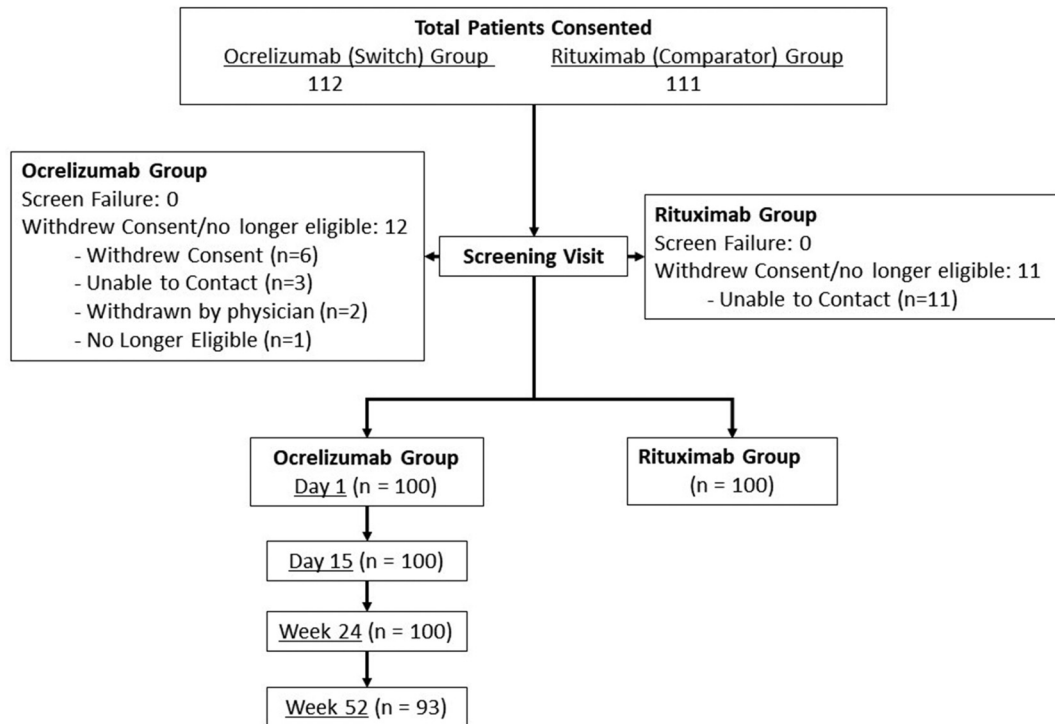 Total Patients Consented
Ocrelizumab (Switch) Group Rituximab (Comparator) Group
112 111
Ocrelizumab Group
Screen Failure: 0
Withdrew Consent/no longer eligible: 12
- Withdrew Consent (n=6)
- Unable to Contact (n=3)
- Withdrawn by physician (n=2)
- No Longer Eligible (n=1)
Screening Visit
Rituximab Group
Screen Failure: 0
Withdrew Consent/no longer eligible: 11
- Unable to Contact (n=11)
Ocrelizumab Group
Day 1 (n = 100)
Rituximab Group
(n = 100)
Day 15 (n = 100)
Week 24 (n = 100)
Week 52 (n = 93)